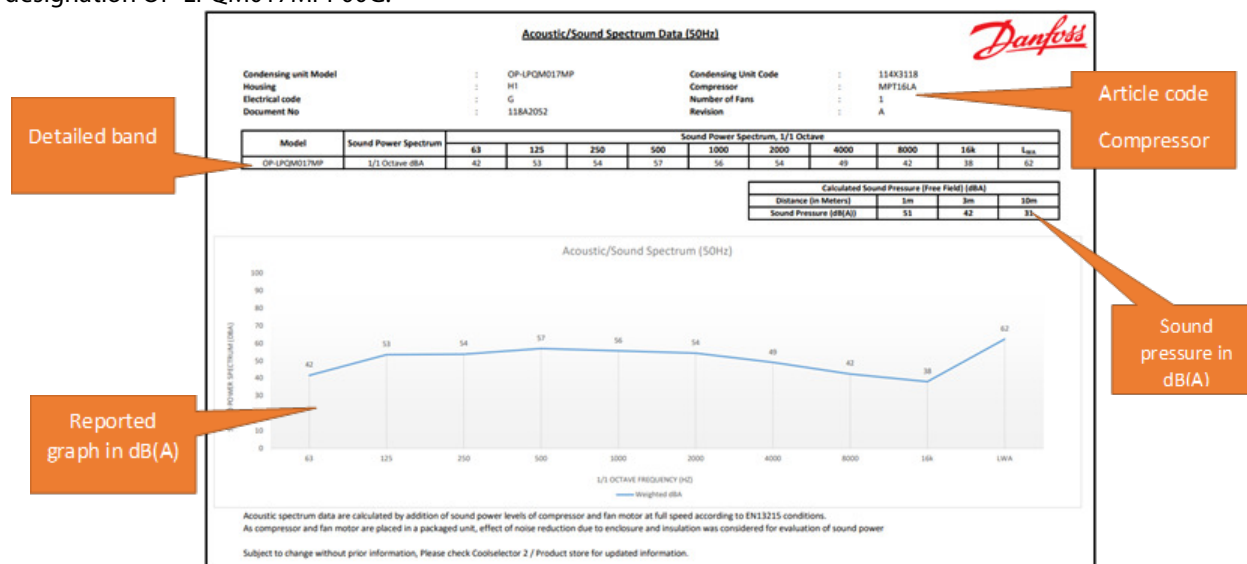 designation OP-LPQM017MPP00G.
Acoustic/Sound Spectrum Data (50Hz)
Danfoss
Condensing unit Model : OP-LPQM017MP Condensing Unit Code : 114X3118
Housing : H1 Compressor : MPT16LA
Electrical code : G Number of Fans : 1
Document No : 118A2052 Revision : A
Article code
Compressor
Detailed band
Model Sound Power Spectrum Sound Power Spectrum, 1/1 Octave
63 125 250 500 1000 2000 4000 8000 16k LWA
OP-LPQM017MP 1/1 Octave dBA 42 53 54 57 56 54 49 42 38 62
Calculated Sound Pressure (Free Field) (dBA)
Distance (in Meters) 1m 3m 10m
Sound Pressure (dB(A)) 51 42 31
Acoustic/Sound Spectrum (50Hz)
100
90
80
70
60
50
40
30
10
0
POWER SPECTRUM (DBA)
42 53 54 57 56 54 49 42 38 62
63 125 250 500 1000 2000 4000 8000 16k LWA
1/1 OCTAVE FREQUENCY (HZ)
Weighted dBA
Sound
pressure in
dB(A)
Reported
graph in dB(A)
Acoustic spectrum data are calculated by addition of sound power levels of compressor and fan motor at full speed according to EN13215 conditions.
As compressor and fan motor are placed in a packaged unit, effect of noise reduction due to enclosure and insulation was considered for evaluation of sound power
Subject to change without prior information, Please check Coolselector 2 / Product store for updated information.